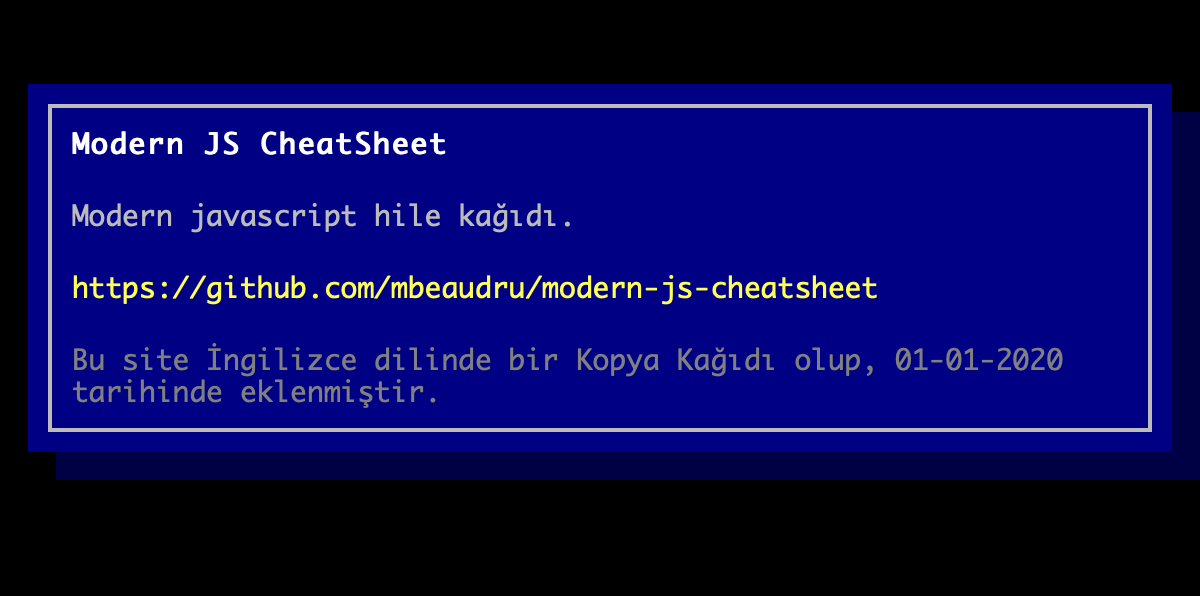 Modern JS CheatSheet
Modern javascript hile kağıdı.
https://github.com/mbeaudru/modern-js-cheatsheet
Bu site İngilizce dilinde bir Kopya Kağıdı olup, 01-01-2020
tarihinde eklenmiştir.